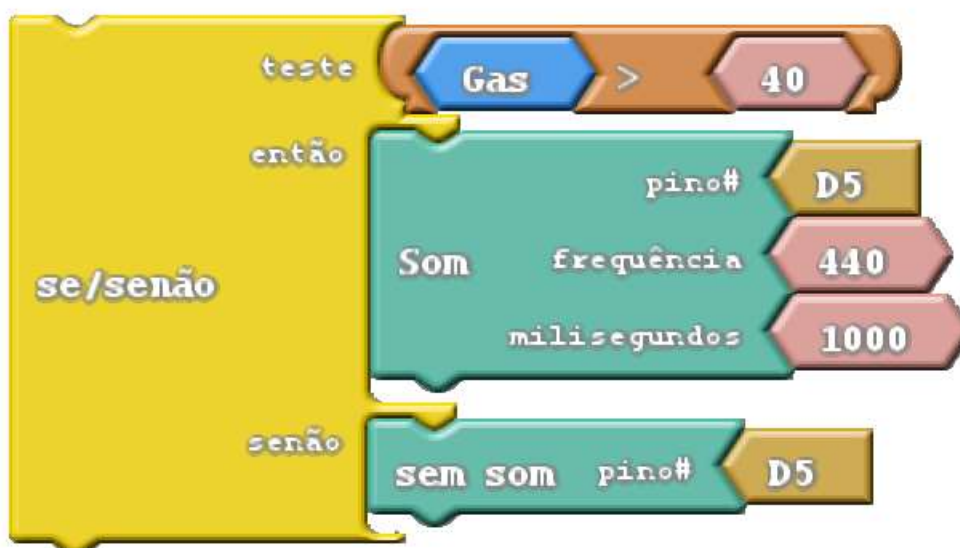 teste Gas > 40
então
pino# D5
se/senão Som frequência 440
milisegundos 1000
senão
sem som pino# D5